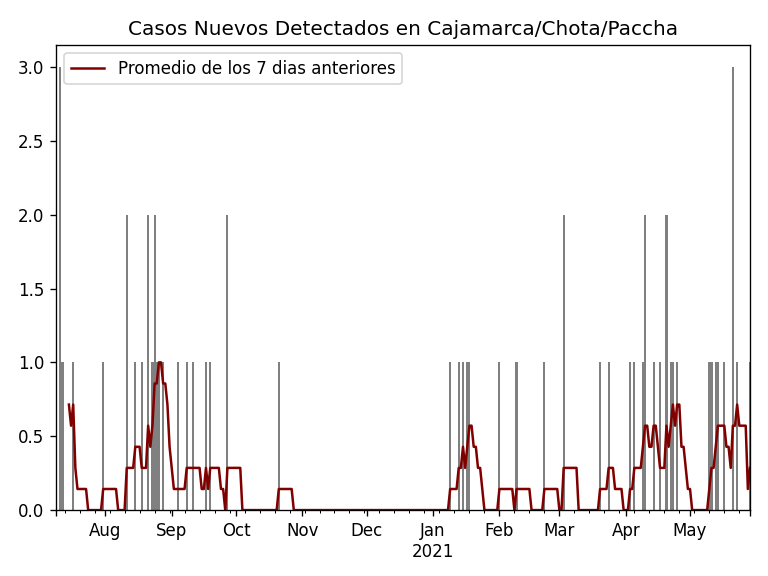 Casos Nuevos Detectados en Cajamarca/Chota/Paccha
Promedio de los 7 dias anteriores
3.0
2.5
2.0
1.5
1.0
0.5
0.0
Aug Sep Oct Nov Dec Jan Feb Mar Apr May
2021